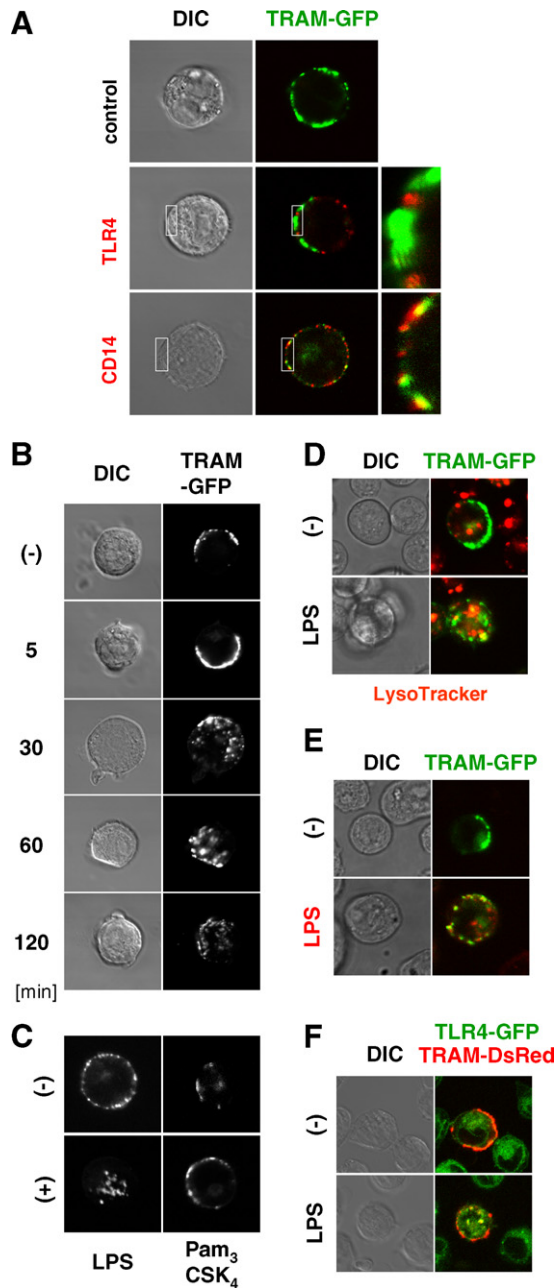 A
DIC TRAM-GFP
control
TLR4
CD14
B
DIC TRAM
-GFP
(-)
5
30
60
120
[min]
C
(-)
(+)
LPS Pam3
CSK4
D
DIC TRAM-GFP
(-)
LPS
LysoTracker
E
DIC TRAM-GFP
(-)
LPS
F
TLR4-GFP
DIC TRAM-DsRed
(-)
LPS